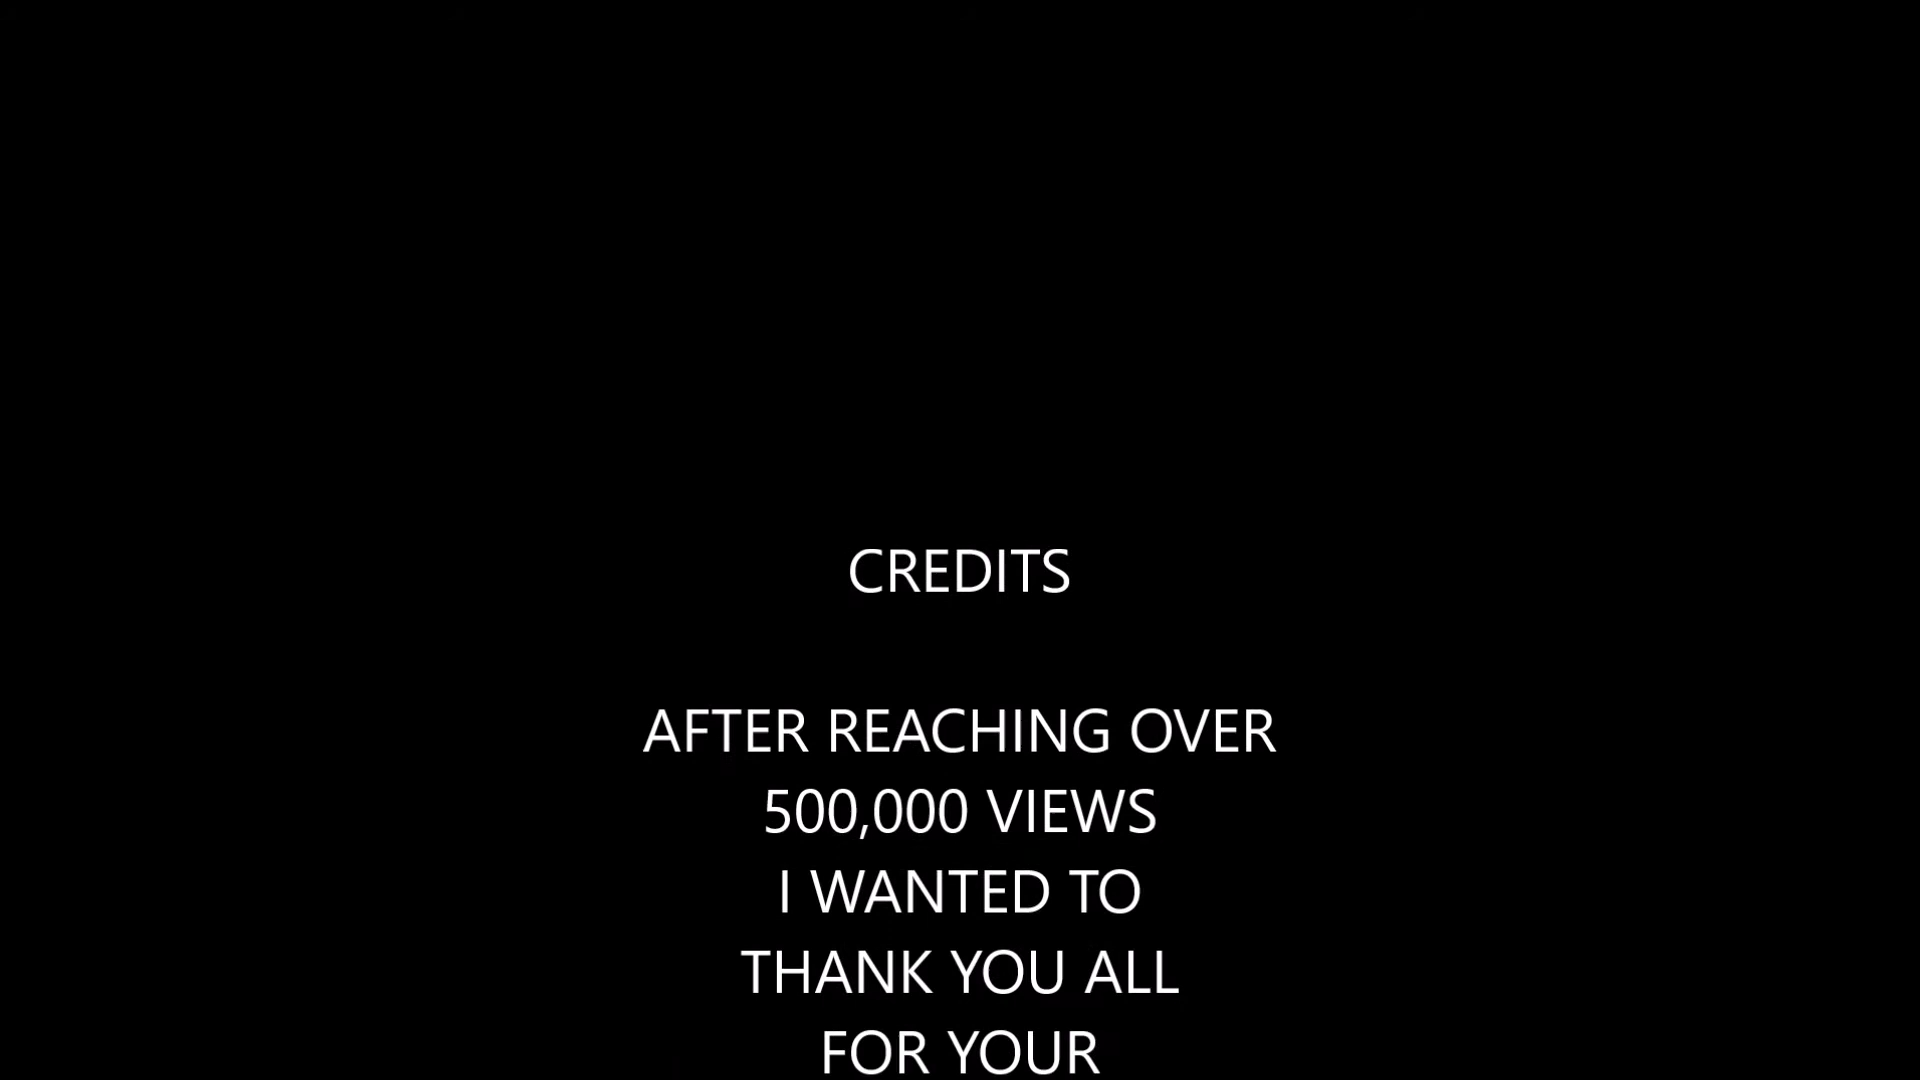 CREDITS
AFTER REACHING OVER
500,000 VIEWS
I WANTED TO
THANK YOU ALL
FOR YOUR